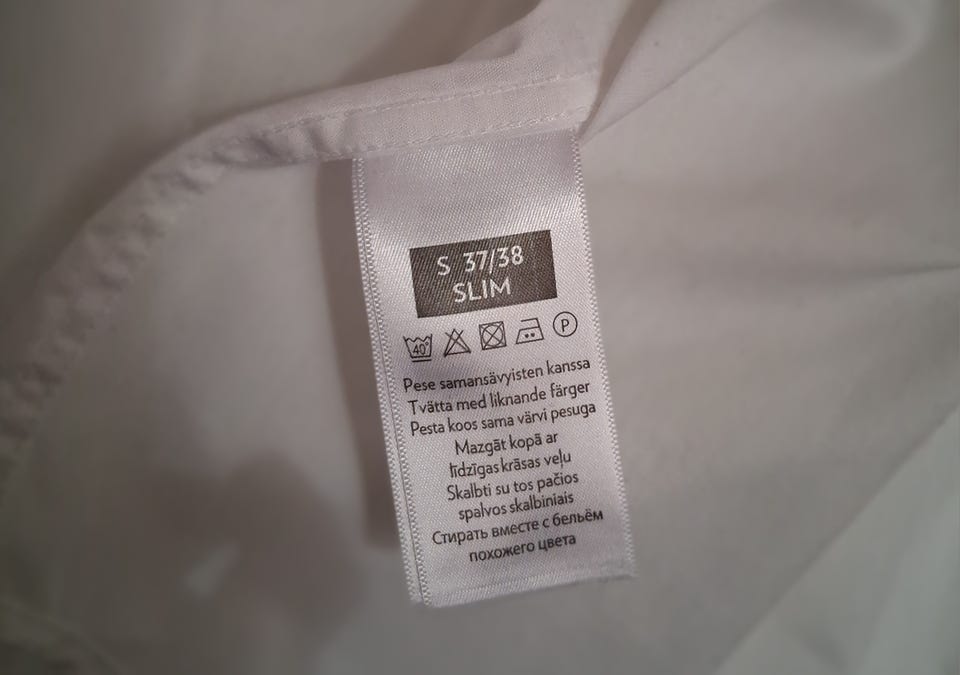 S 37/38
SLIM
40° P
Pese samansävyisten kanssa
Tvätta med liknande färger
Pesta koos sama värvi pesuga
Mazgāt kopā ar
līdzīgas krāsas veļu
Skalbti su tos pačios
spalvos skalbiniais
Стирать вместе с бельём
похожего цвета